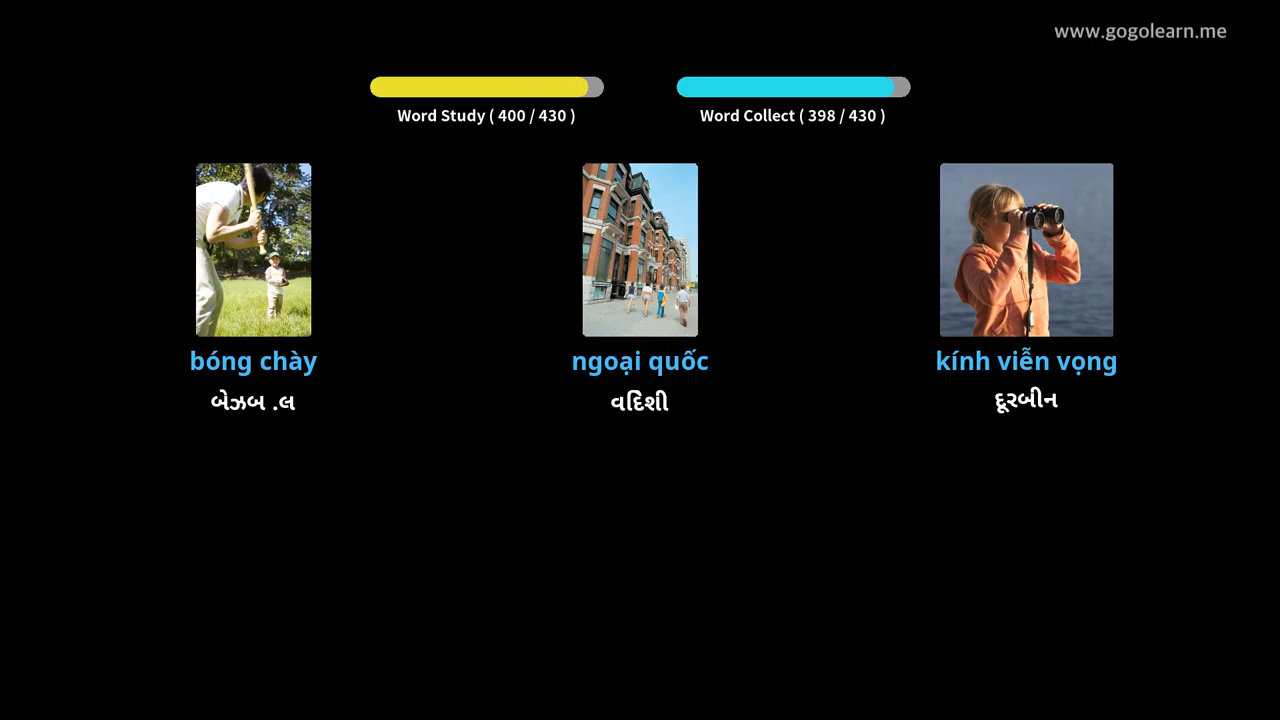 www.gogolearn.me
Word Study ( 400 / 430 )
Word Collect ( 398 / 430 )
bóng chày
ngoại quốc
kính viễn vọng
બેઝબ .લ
વિદેશી
દૂરબીન